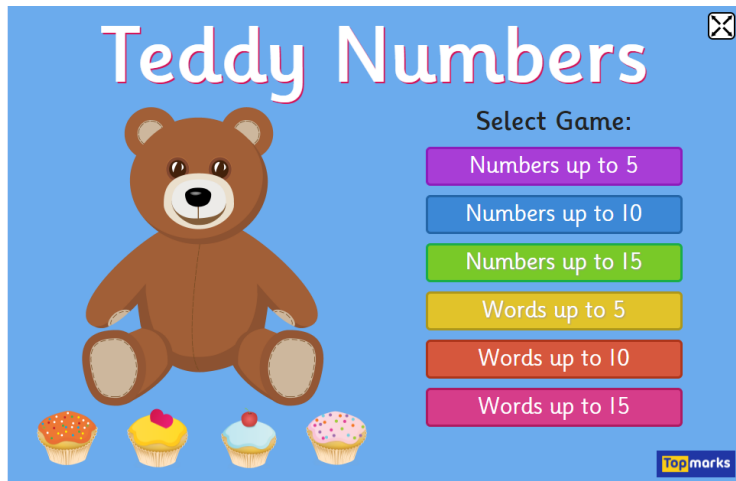 Teddy Numbers
Select Game:
Numbers up to 5
Numbers up to 10
Numbers up to 15
Words up to 5
Words up to 10
Words up to 15
Topmarks